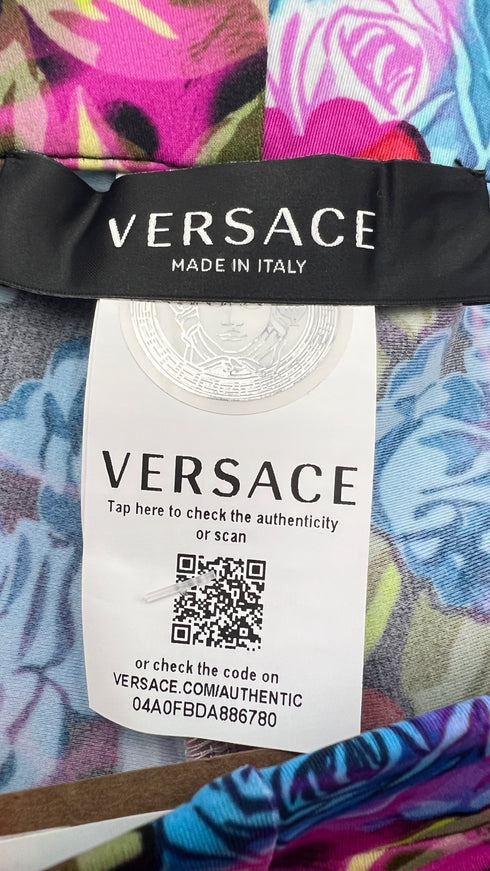 VERSACE
MADE IN ITALY
VERSACE
Tap here to check the authenticity
or scan
or check the code on
VERSACE.COM/AUTHENTIC
04A0FBDA886780